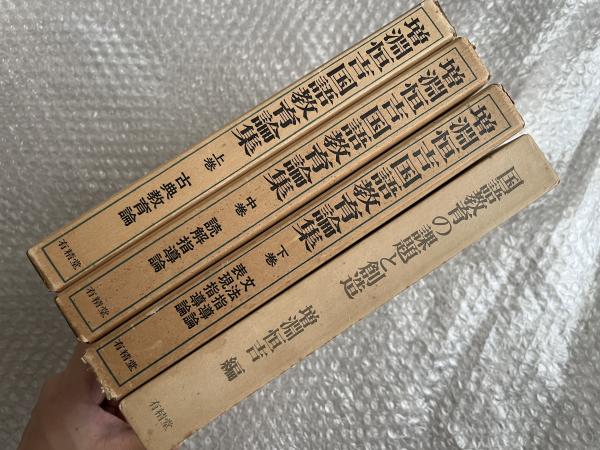 増淵恒吉国語教育論集
上巻
古典教育論
有精堂
増淵恒吉国語教育論集
中巻
読解指導論
有精堂
増淵恒吉国語教育論集
下巻
文法指導論
表現指導論
有精堂
国語教育の課題と創造
増淵恒吉 編
有精堂